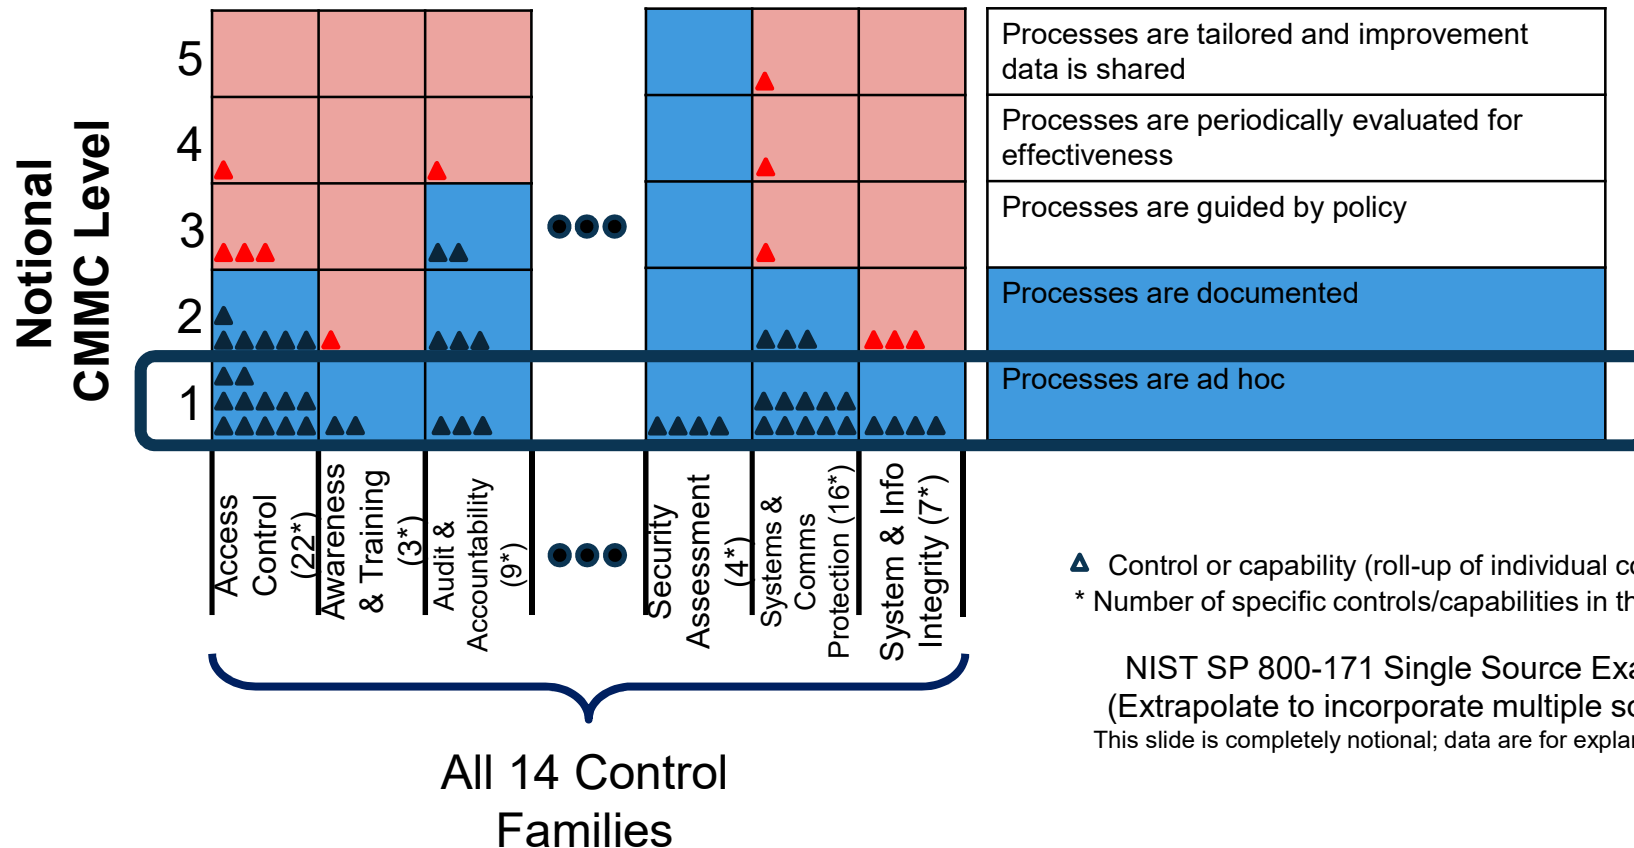 Notional
CMMC Level
5
4
3
2
1
Processes are tailored and improvement
data is shared
Processes are periodically evaluated for
effectiveness
Processes are guided by policy
Processes are documented
Processes are ad hoc
Access
Control
(22*)
Awareness
& Training
(3*)
Audit &
Accountability
(9*)
Security
Assessment
(4*)
Systems &
Comms
Protection (16*)
System & Info
Integrity (7*)
Control or capability (roll-up of individual
* Number of specific controls/capabilities in
NIST SP 800-171 Single Source
(Extrapolate to incorporate multiple
This slide is completely notional; data are for
All 14 Control
Families